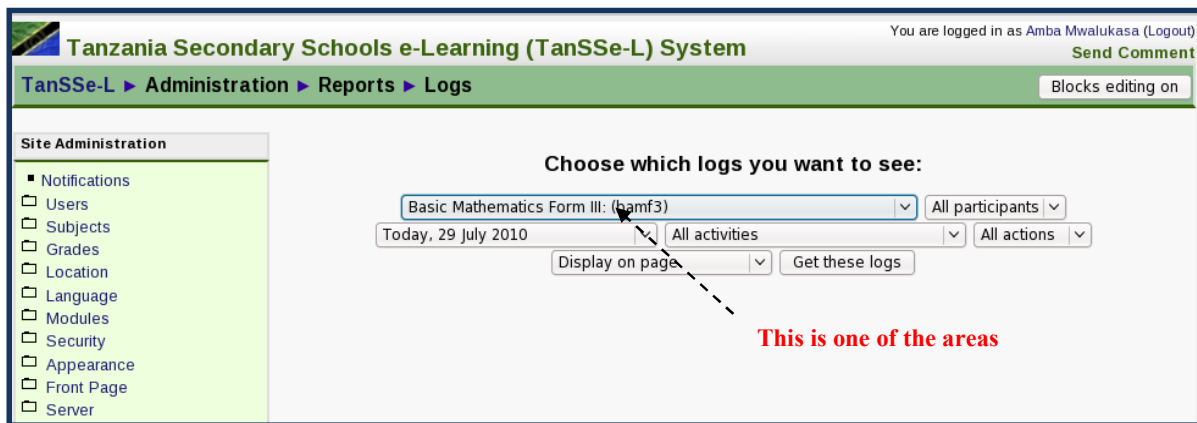 You are logged in as Amba Mwalukasa (Logout)
Tanzania Secondary Schools e-Learning (TanSSe-L) System
Send Comment
TanSSe-L ► Administration ► Reports ► Logs
Blocks editing on
Site Administration
Notifications
Users
Subjects
Grades
Location
Language
Modules
Security
Appearance
Front Page
Server
Choose which logs you want to see:
Basic Mathematics Form III: (bamf3)
All participants
Today, 29 July 2010
All activities
All actions
Display on page
Get these logs
This is one of the areas